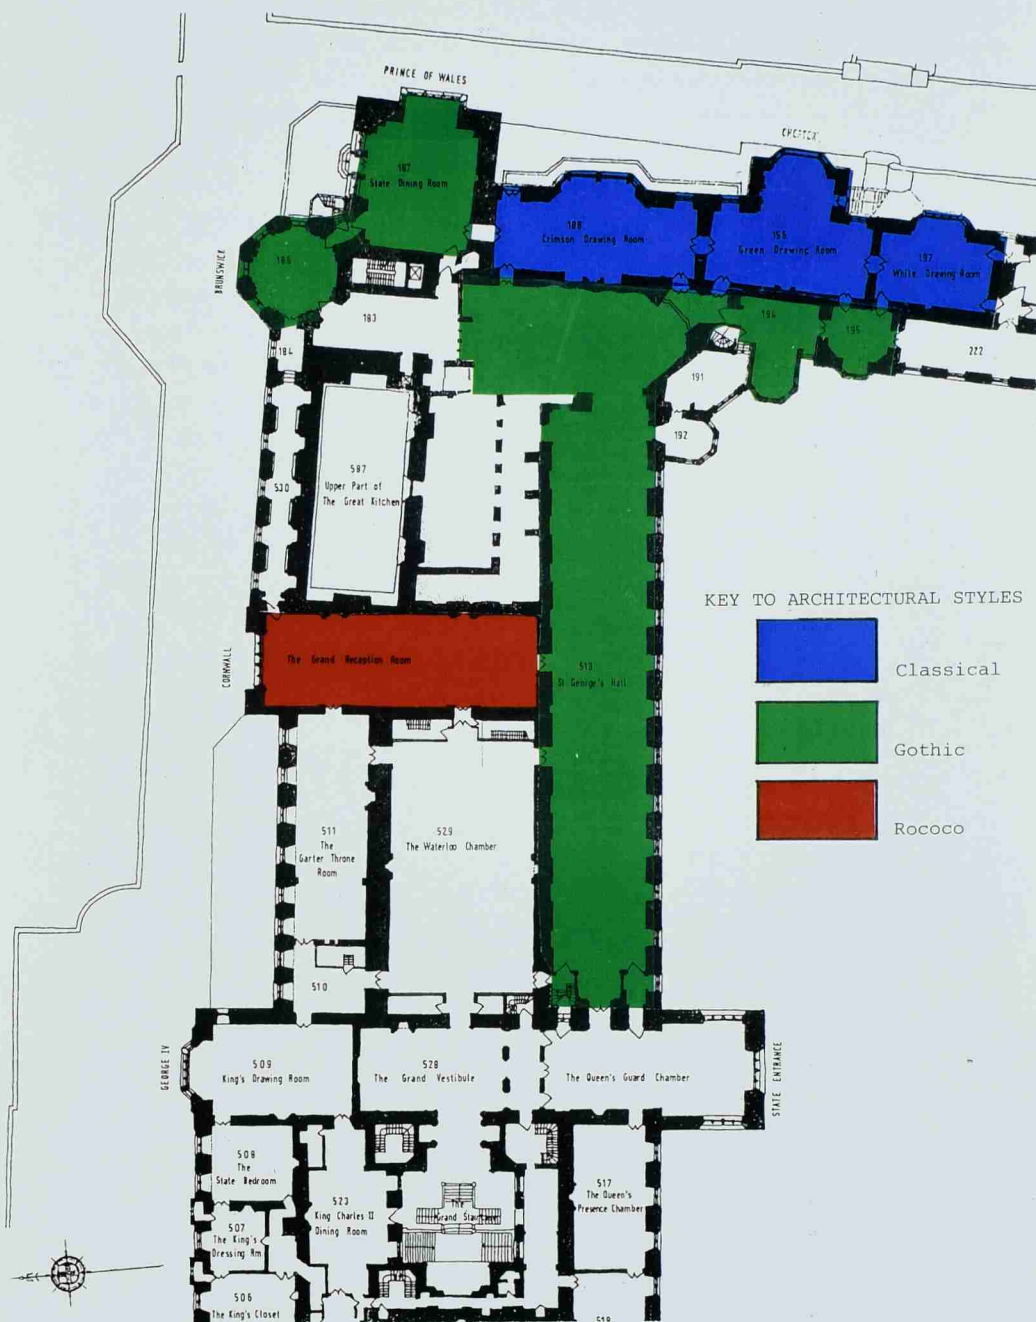 PRINCE OF WALES
187
State Dining Room
188
Crimson Drawing Room
Green Drawing Room
197
White Drawing Room
BRUNSWICK
183
184
194
195
222
191
192
587
Upper Part of
The Great Kitchen
530
KEY TO ARCHITECTURAL STYLES
Classical
Gothic
Rococo
CORNWALL
The Grand Reception Room
513
St George's Hall
511
The
Garter Throne
Room
529
The Waterloo Chamber
510
GEORGE IV
509
King's Drawing Room
528
The Grand Vestibule
The Queen's Guard Chamber
STATE ENTRANCE
508
The
State Bedroom
507
The King's
Dressing Rm
506
The King's Closet
523
King Charles II
Dining Room
The
Grand Staircase
517
The Queen's
Presence Chamber
518